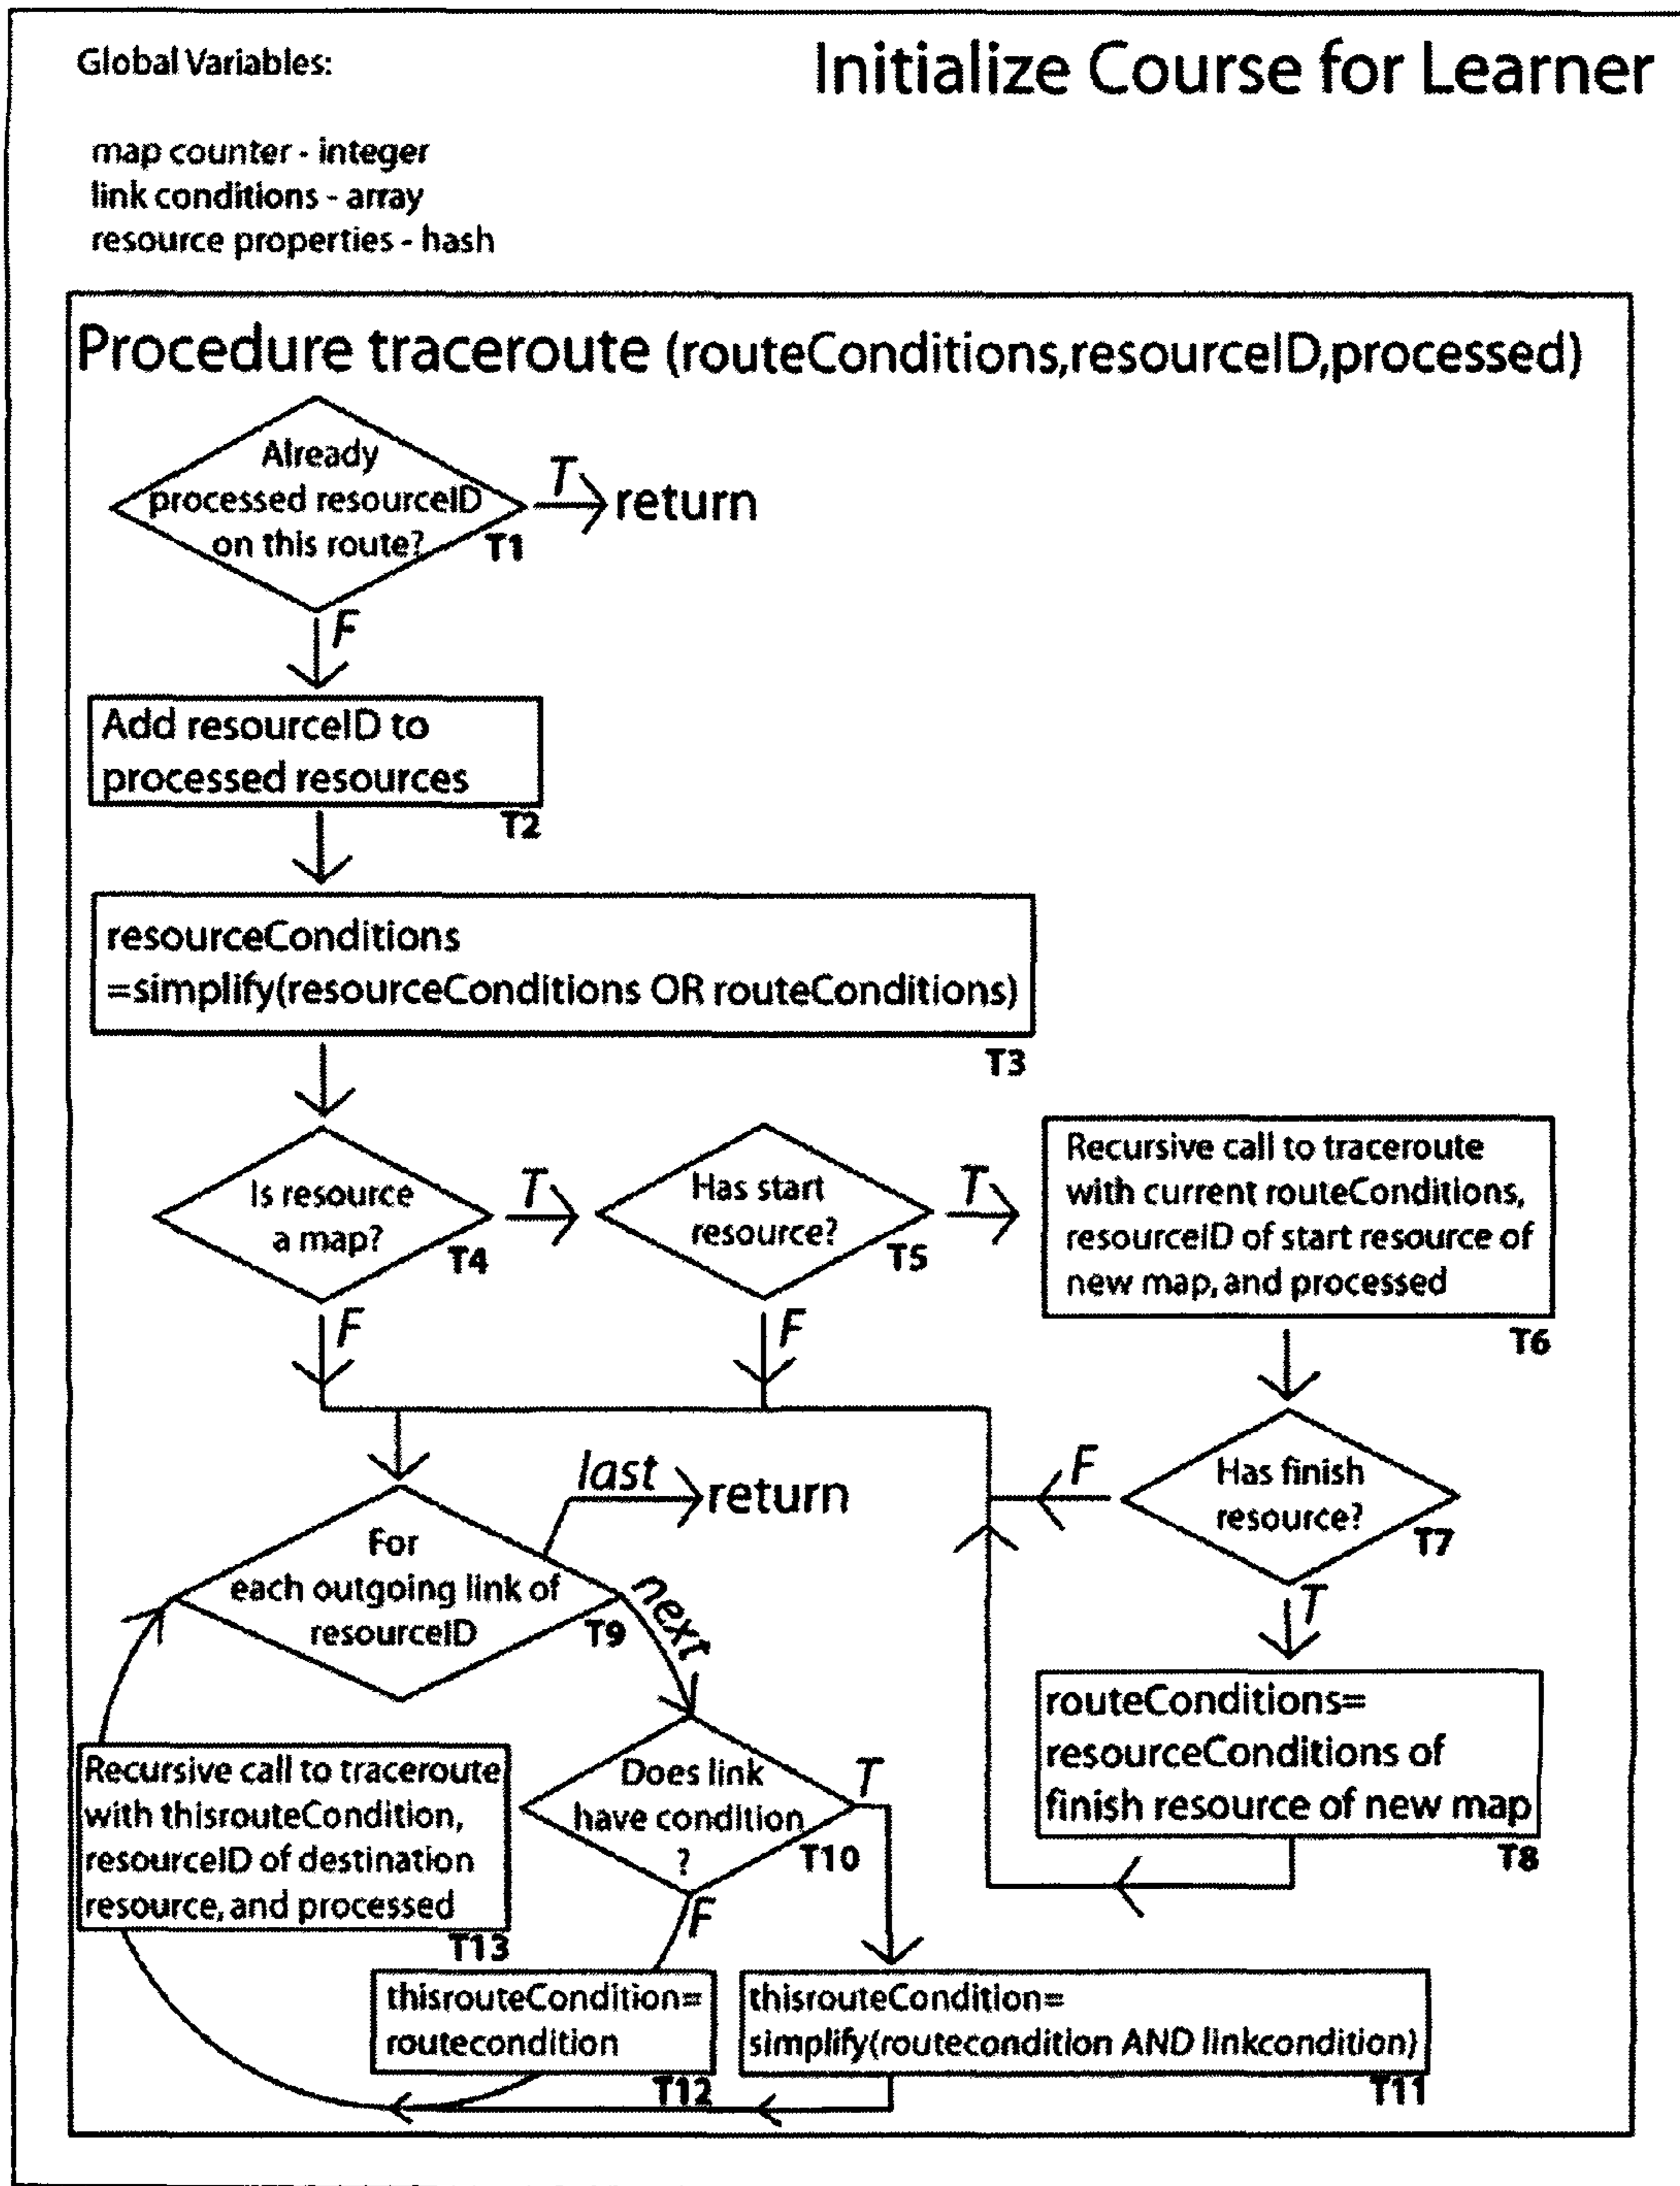 Global Variables:
Initialize Course for Learner
map counter - integer
link conditions - array
resource properties - hash
Procedure traceroute (routeConditions,resourceID,processed)
Already
processed resourceID
on this route?
T1
T
return
F
Add resourceID to
processed resources
T2
resourceConditions
=simplify(resourceConditions OR routeConditions)
T3
Is resource
a map?
T4
T
F
Has start
resource?
T5
T
F
Recursive call to traceroute
with current routeConditions,
resourceID of start resource of
new map, and processed
T6
Has finish
resource?
T7
F
T
routeConditions=
resourceConditions of
finish resource of new map
T8
For
each outgoing link of
resourceID
T9
last
return
next
Does link
have condition
?
T10
T
F
thisrouteCondition=
simplify(routecondition AND linkcondition)
T11
thisrouteCondition=
routecondition
T12
Recursive call to traceroute
with thisrouteCondition,
resourceID of destination
resource, and processed
T13